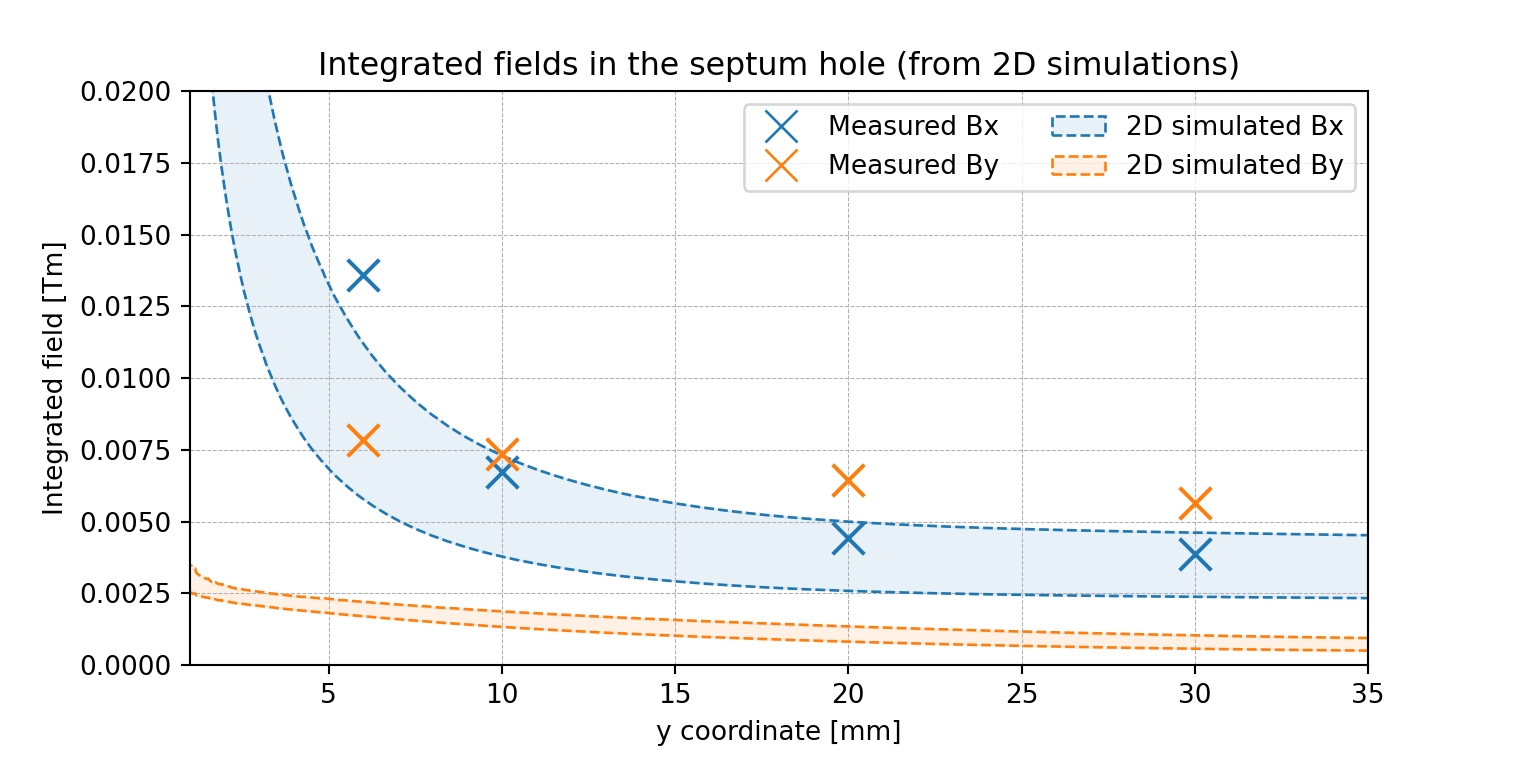 Integrated fields in the septum hole (from 2D simulations)
Integrated field [Tm]
0.0200
0.0175
0.0150
0.0125
0.0100
0.0075
0.0050
0.0025
0.0000
Measured Bx
Measured By
2D simulated Bx
2D simulated By
5 10 15 20 25 30 35
y coordinate [mm]